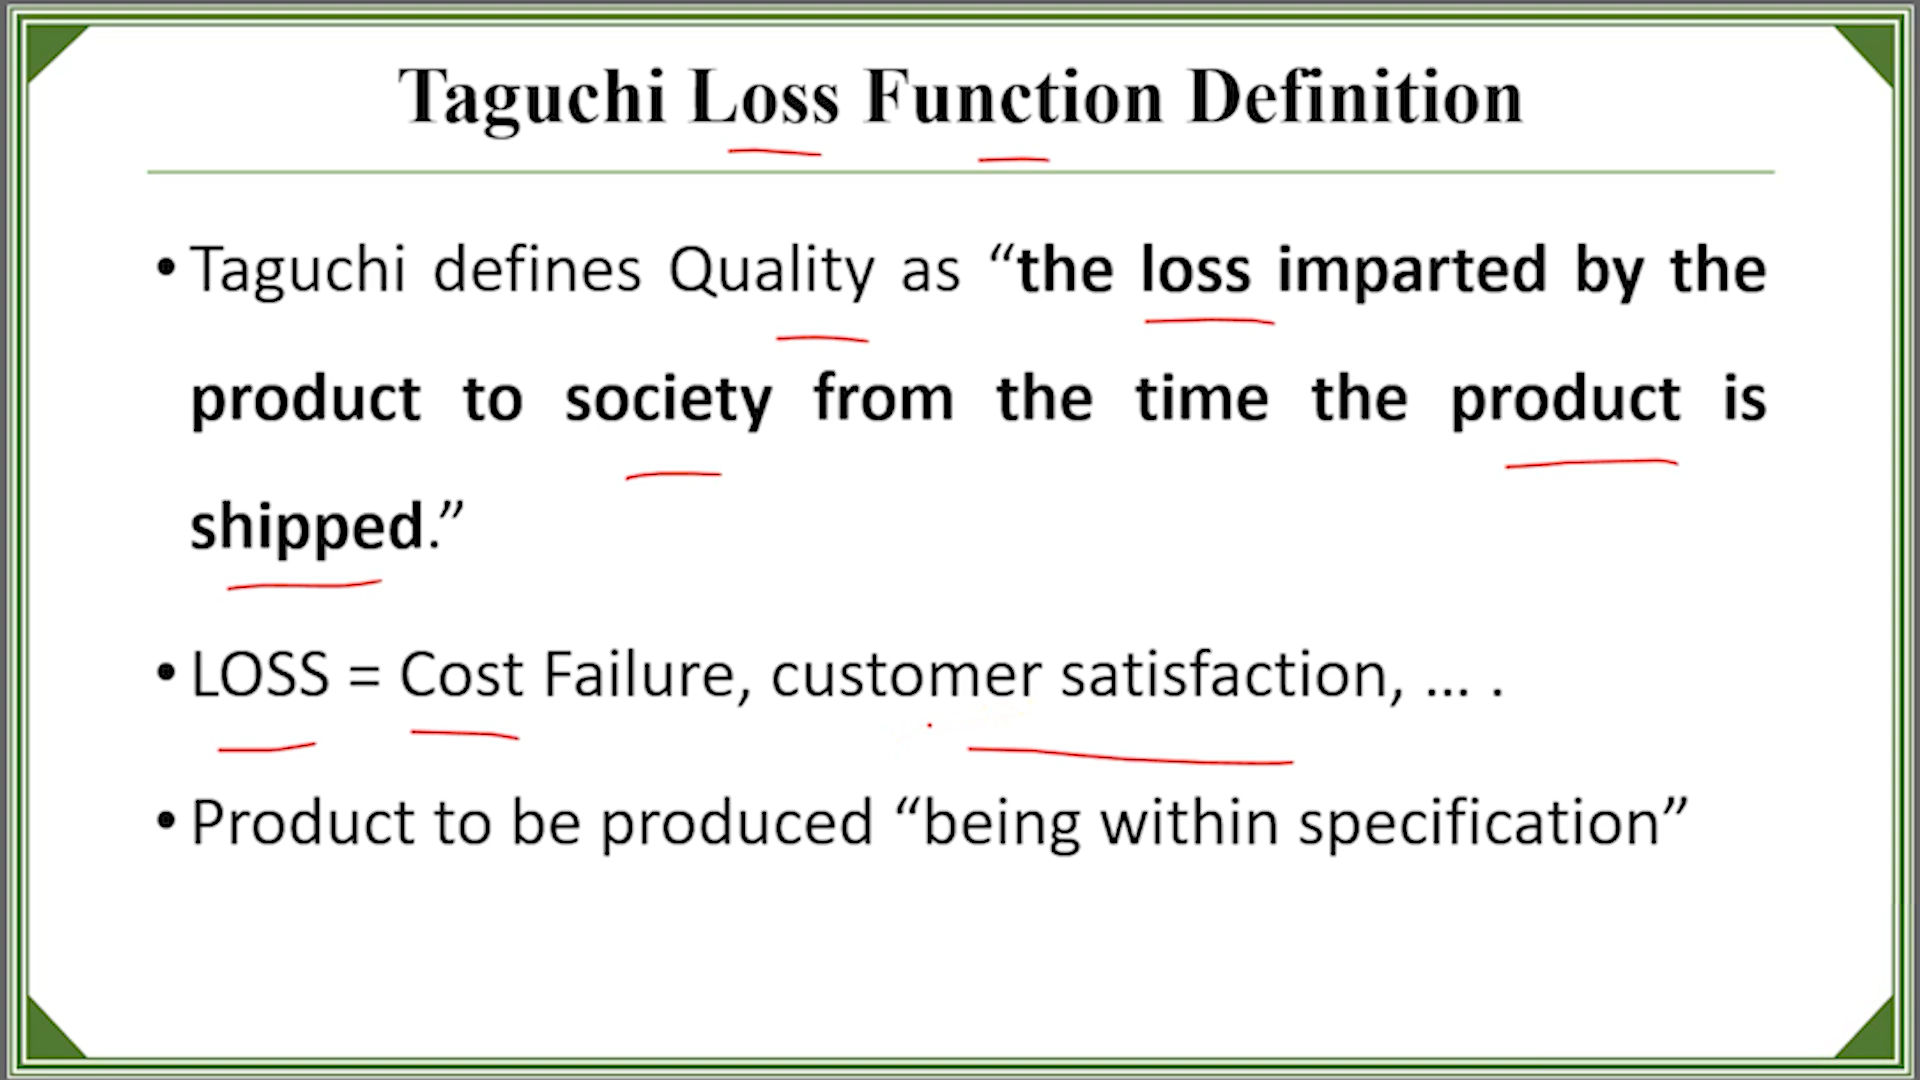 Taguchi Loss Function Definition
• Taguchi defines Quality as “the loss imparted by the
product to society from the time the product is
shipped.”
• LOSS = Cost Failure, customer satisfaction, ... .
• Product to be produced “being within specification”